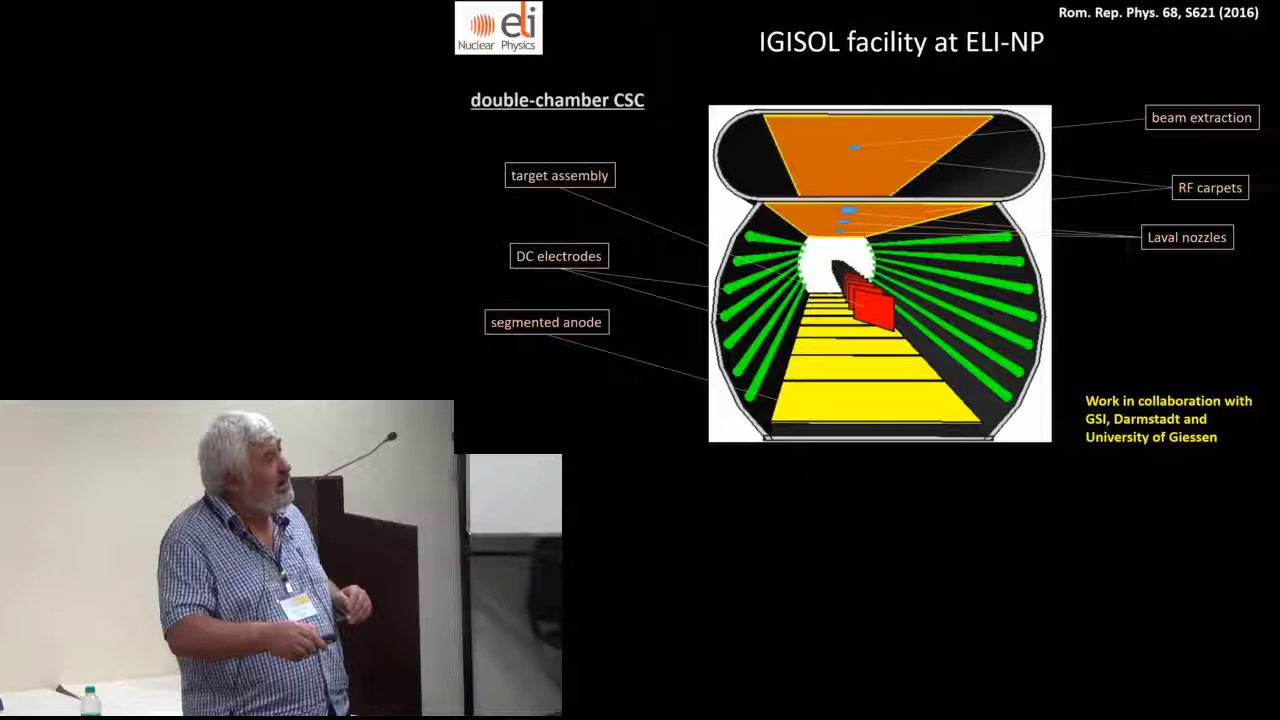 eli
Nuclear Physics
Rom. Rep. Phys. 68, S621 (2016)
IGISOL facility at ELI-NP
double-chamber CSC
target assembly
DC electrodes
segmented anode
beam extraction
RF carpets
Laval nozzles
Work in collaboration with
GSI, Darmstadt and
University of Giessen